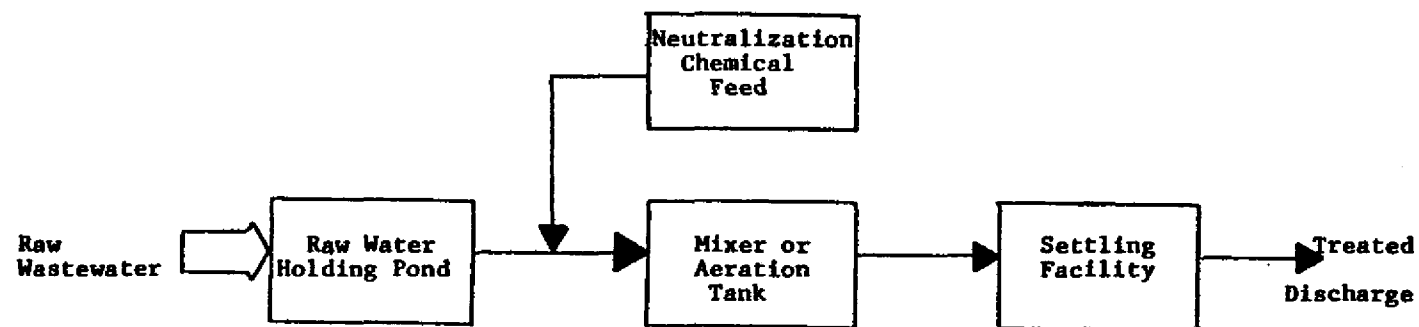 Neutralization
Chemical
Feed
Raw
Wastewater
Raw Water
Holding Pond
Mixer or
Aeration
Tank
Settling
Facility
Treated
Discharge